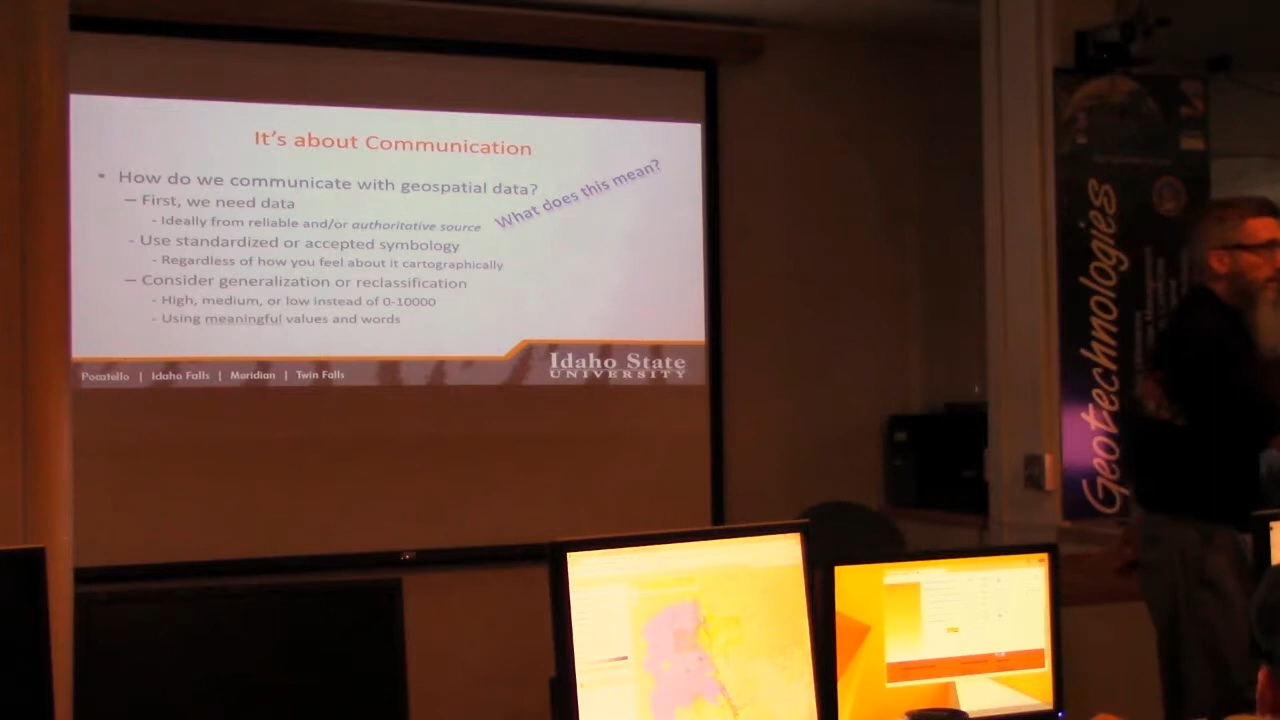 It's about Communication
• How do we communicate with geospatial data?
What does this mean?
– First, we need data
- Ideally from reliable and/or authoritative source
- Use standardized or accepted symbology
- Regardless of how you feel about it cartographically
– Consider generalization or reclassification
- High, medium, or low instead of 0-10000
- Using meaningful values and words
Pocatello | Idaho Falls | Meridian | Twin Falls
Idaho State
UNIVERSITY
Geotechnologies